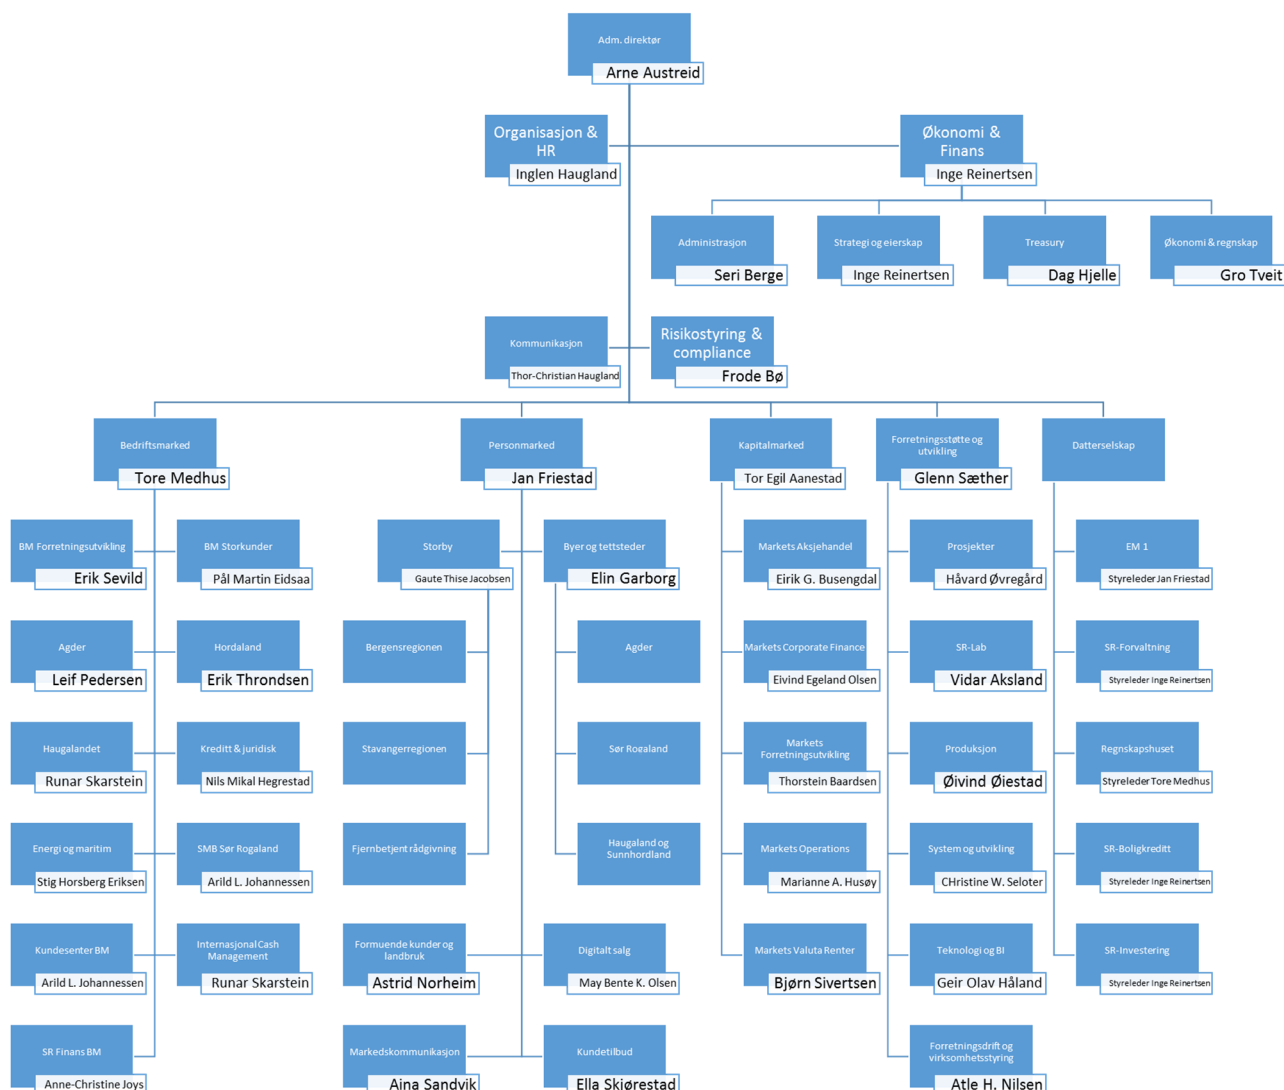 Adm. direktør
Arne Austreid
Organisasjon &
HR
Inglen Haugland
Økonomi &
Finans
Inge Reinertsen
Administrasjon
Seri Berge
Strategi og eierskap
Inge Reinertsen
Treasury
Dag Hjelle
Økonomi & regnskap
Gro Tveit
Kommunikasjon
Thor-Christian Haugland
Risikostyring &
compliance
Frode Bø
Bedriftsmarked
Tore Medhus
Personmarked
Jan Friestad
Kapitalmarked
Tor Egil Aanestad
Forretningsstøtte og
utvikling
Glenn Sæther
Datterselskap
BM Forretningsutvikling
Erik Sevild
BM Storkunder
Pål Martin Eidsaa
Storby
Gaute Thise Jacobsen
Byer og tettsteder
Elin Garborg
Markets Aksjehandel
Eirik G. Busengdal
Prosjekter
Håvard Øvregård
EM 1
Styreleder Jan Friestad
Agder
Leif Pedersen
Hordaland
Erik Throndsen
Bergensregionen
Agder
Markets Corporate Finance
Eivind Egeland Olsen
SR-Lab
Vidar Aksland
SR-Forvaltning
Styreleder Inge Reinertsen
Haugalandet
Runar Skarstein
Kreditt & juridisk
Nils Mikal Hegrestad
Stavangerregionen
Sør Rogaland
Markets
Forretningsutvikling
Thorstein Baardsen
Produksjon
Øivind Øiestad
Regnskapshuset
Styreleder Tore Medhus
Energi og maritim
Stig Horsberg Eriksen
SMB Sør Rogaland
Arild L. Johannessen
Fjernbetjent rådgivning
Haugaland og
Sunnhordland
Markets Operations
Marianne A. Husøy
System og utvikling
CHristine W. Seloter
SR-Boligkreditt
Styreleder Inge Reinertsen
Kundesenter BM
Arild L. Johannessen
Internasjonal Cash
Management
Runar Skarstein
Formuende kunder og
landbruk
Astrid Norheim
Digitalt salg
May Bente K. Olsen
Markets Valuta Renter
Bjørn Sivertsen
Teknologi og BI
Geir Olav Håland
SR-Investering
Styreleder Inge Reinertsen
SR Finans BM
Anne-Christine Joys
Markedskommunikasjon
Aina Sandvik
Kundetilbud
Ella Skjørestad
Forretningsdrift og
virksomhetsstyring
Atle H. Nilsen